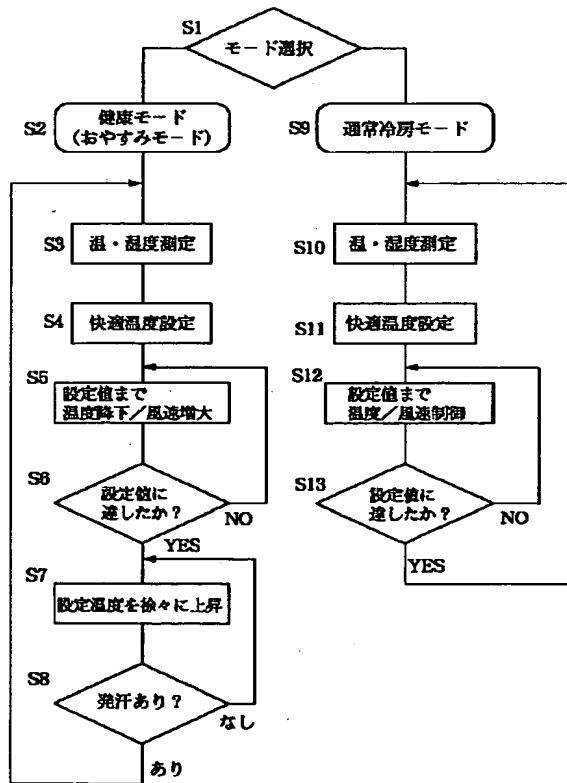 S1
モード選択
S2
健康モード
(おやすみモード)
S9
通常冷房モード
S3
温・湿度測定
S10
温・湿度測定
S4
快適温度設定
S11
快適温度設定
S5
設定値まで
温度降下/風速増大
S12
設定値まで
温度/風速制御
S6
設定値に
達したか?
NO
YES
S13
設定値に
達したか?
NO
YES
S7
設定温度を徐々に上昇
S8
発汗あり?
なし
あり